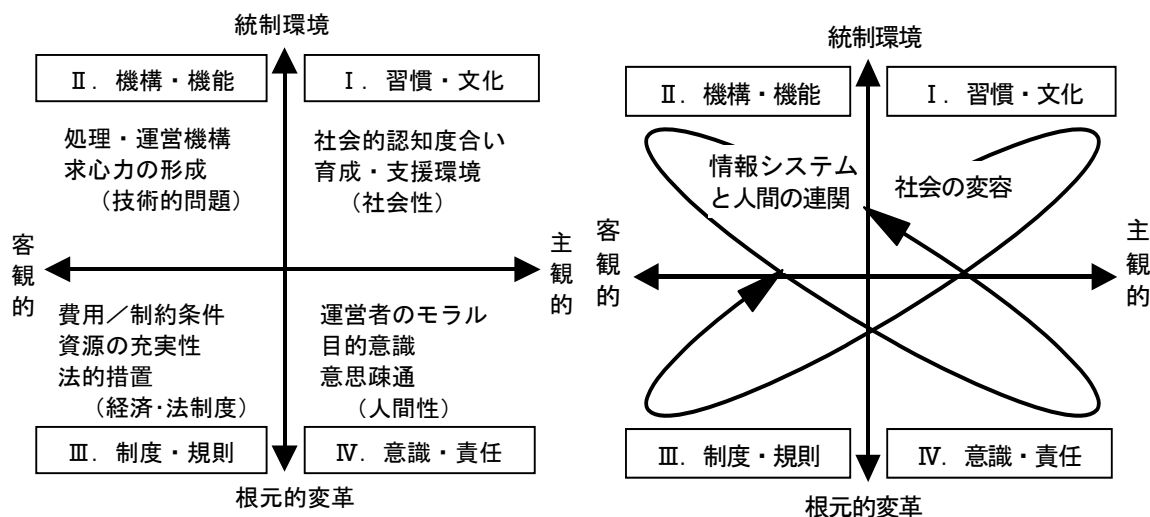 統制環境
Ⅱ．機構・機能
Ⅰ．習慣・文化
処理・運営機構
求心力の形成
（技術的問題）
社会的認知度合い
育成・支援環境
（社会性）
客観的
主観的
費用／制約条件
資源の充実性
法的措置
（経済・法制度）
運営者のモラル
目的意識
意思疎通
（人間性）
Ⅲ．制度・規則
Ⅳ．意識・責任
根元的変革
統制環境
Ⅱ．機構・機能
Ⅰ．習慣・文化
情報システム
と人間の連関
社会の変容
客観的
主観的
Ⅲ．制度・規則
Ⅳ．意識・責任
根元的変革